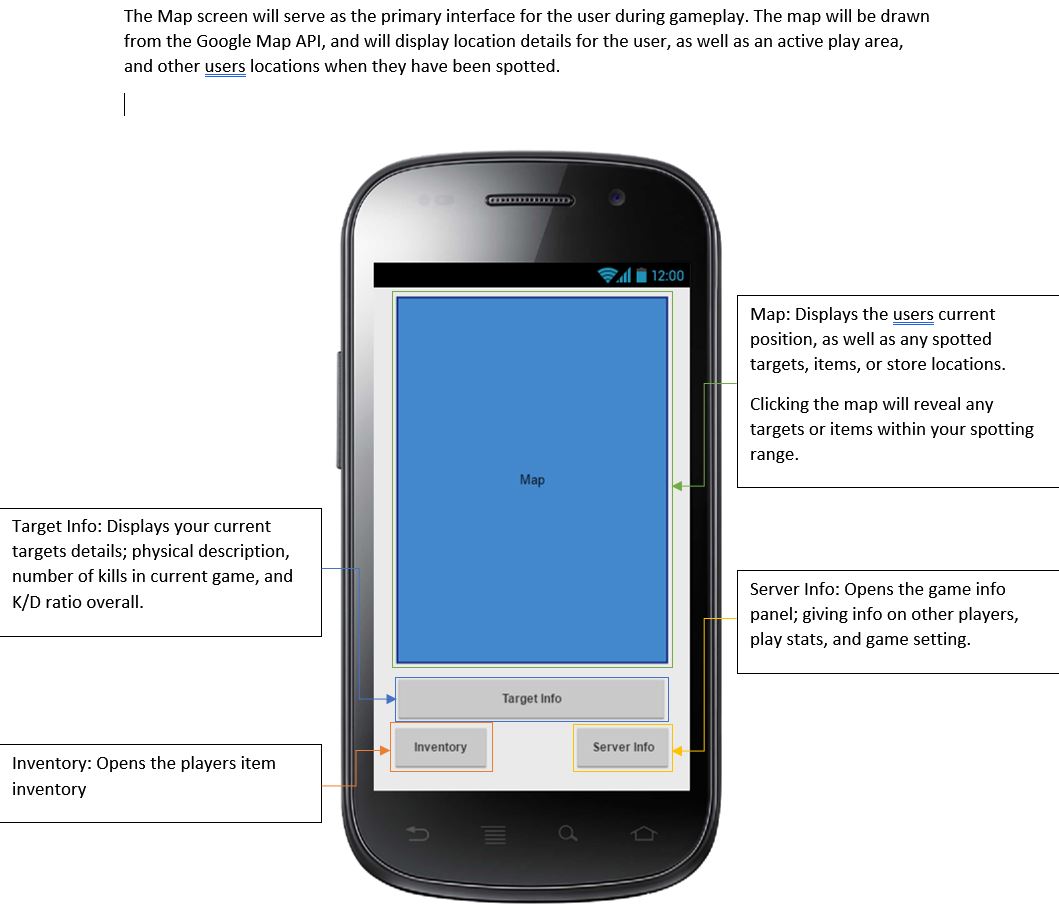 The Map screen will serve as the primary interface for the user during gameplay. The map will be drawn
from the Google Map API, and will display location details for the user, as well as an active play area,
and other users locations when they have been spotted.
12:00
Map: Displays the users current
position, as well as any spotted
targets, items, or store locations.
Clicking the map will reveal any
targets or items within your spotting
range.
Map
Target Info: Displays your current
targets details; physical description,
number of kills in current game, and
K/D ratio overall.
Server Info: Opens the game info
panel; giving info on other players,
play stats, and game setting.
Target Info
Inventory
Server Info
Inventory: Opens the players item
inventory